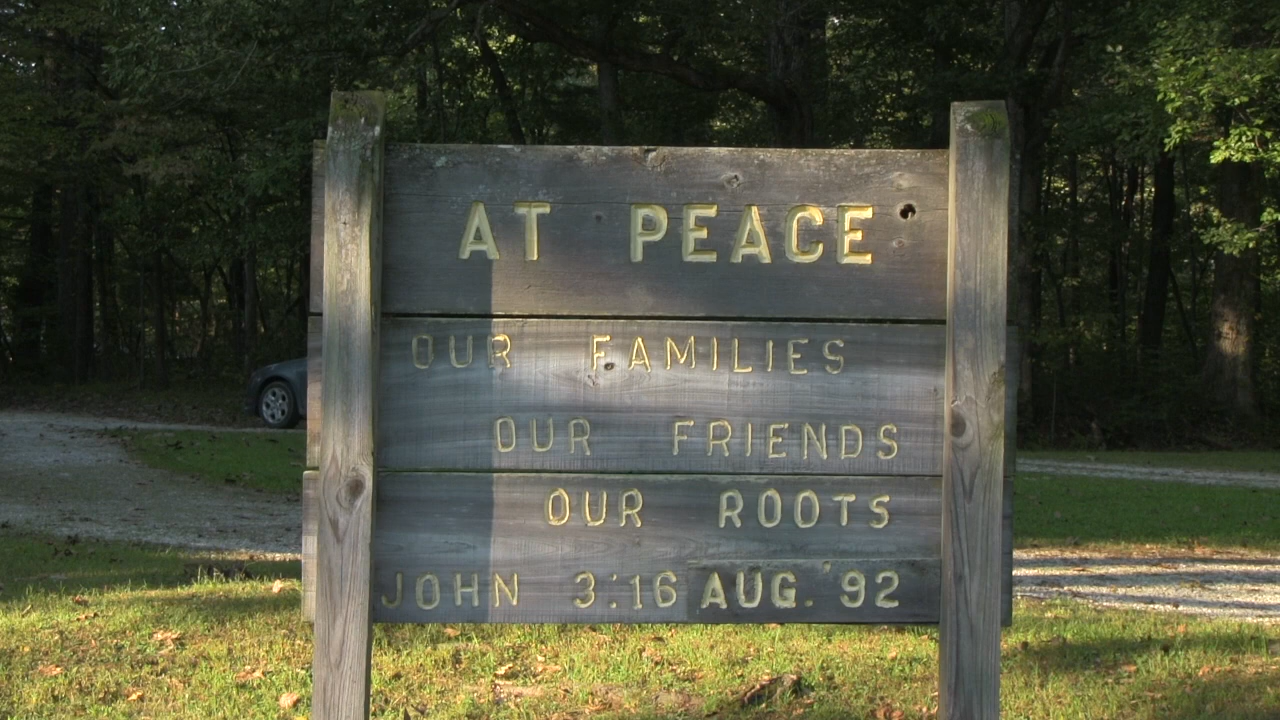 AT PEACE
OUR FAMILIES
OUR FRIENDS
OUR ROOTS
JOHN 3:16 AUG. '92